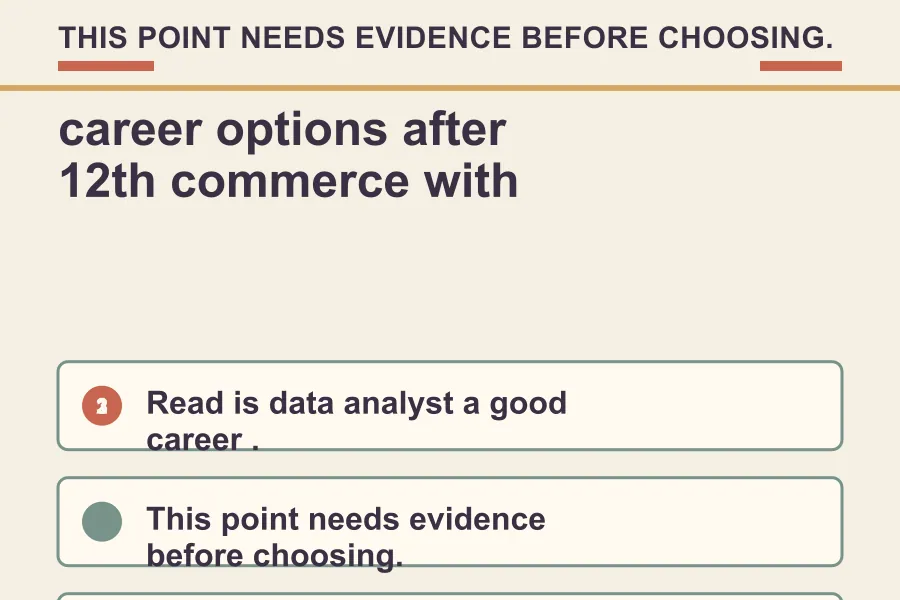 THIS POINT NEEDS EVIDENCE BEFORE CHOOSING.
career options after
12th commerce with
Read is data analyst a good
career .
This point needs evidence
before choosing.